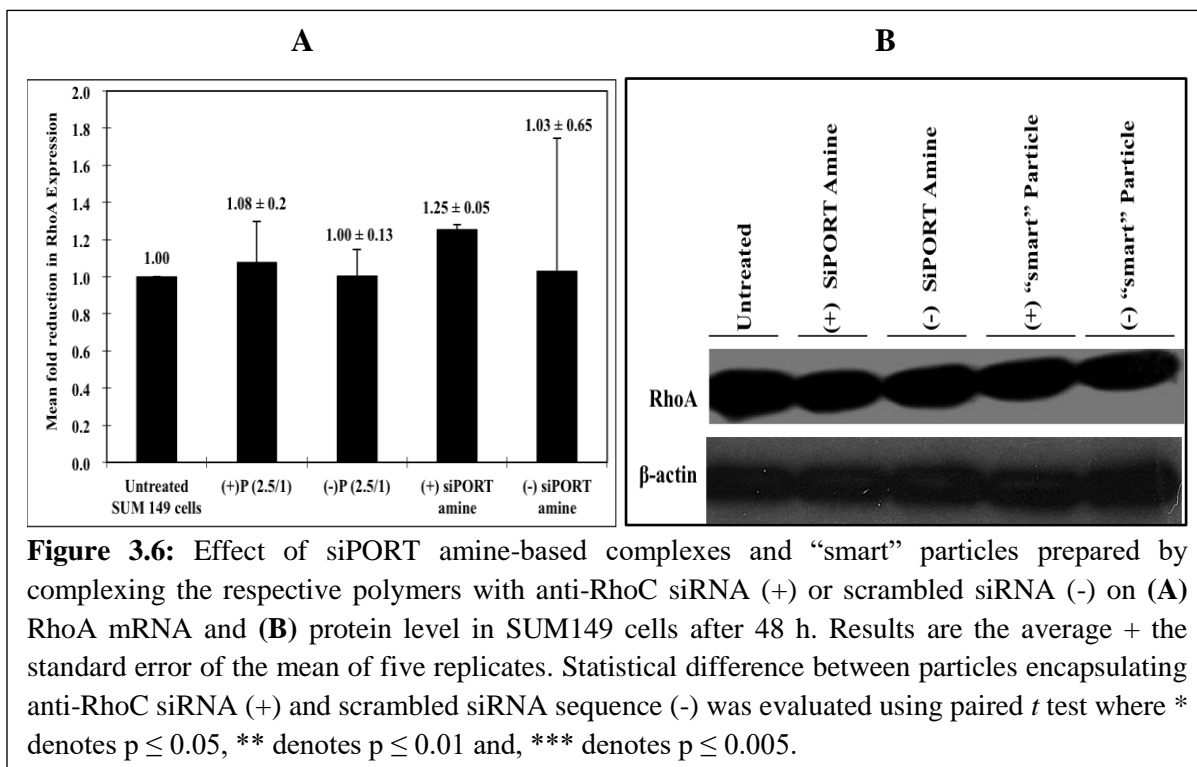 A
B
Mean fold reduction in RhoA Expression
2.0
1.8
1.6
1.4
1.2
1.0
0.8
0.6
0.4
0.2
0.0
1.00
1.08 ± 0.2
1.00 ± 0.13
1.25 ± 0.05
1.03 ± 0.65
Untreated
SUM 149 cells
(+)P (2.5/1)
(-)P (2.5/1)
(+) siPORT
amine
(-) siPORT
amine
Untreated
(+) SiPORT Amine
(-) SiPORT Amine
(+) “smart” Particle
(-) “smart” Particle
RhoA
β-actin
Figure 3.6: Effect of siPORT amine-based complexes and “smart” particles prepared by
complexing the respective polymers with anti-RhoC siRNA (+) or scrambled siRNA (-) on (A)
RhoA mRNA and (B) protein level in SUM149 cells after 48 h. Results are the average + the
standard error of the mean of five replicates. Statistical difference between particles encapsulating
anti-RhoC siRNA (+) and scrambled siRNA sequence (-) was evaluated using paired t test where *
denotes p ≤ 0.05, ** denotes p ≤ 0.01 and, *** denotes p ≤ 0.005.